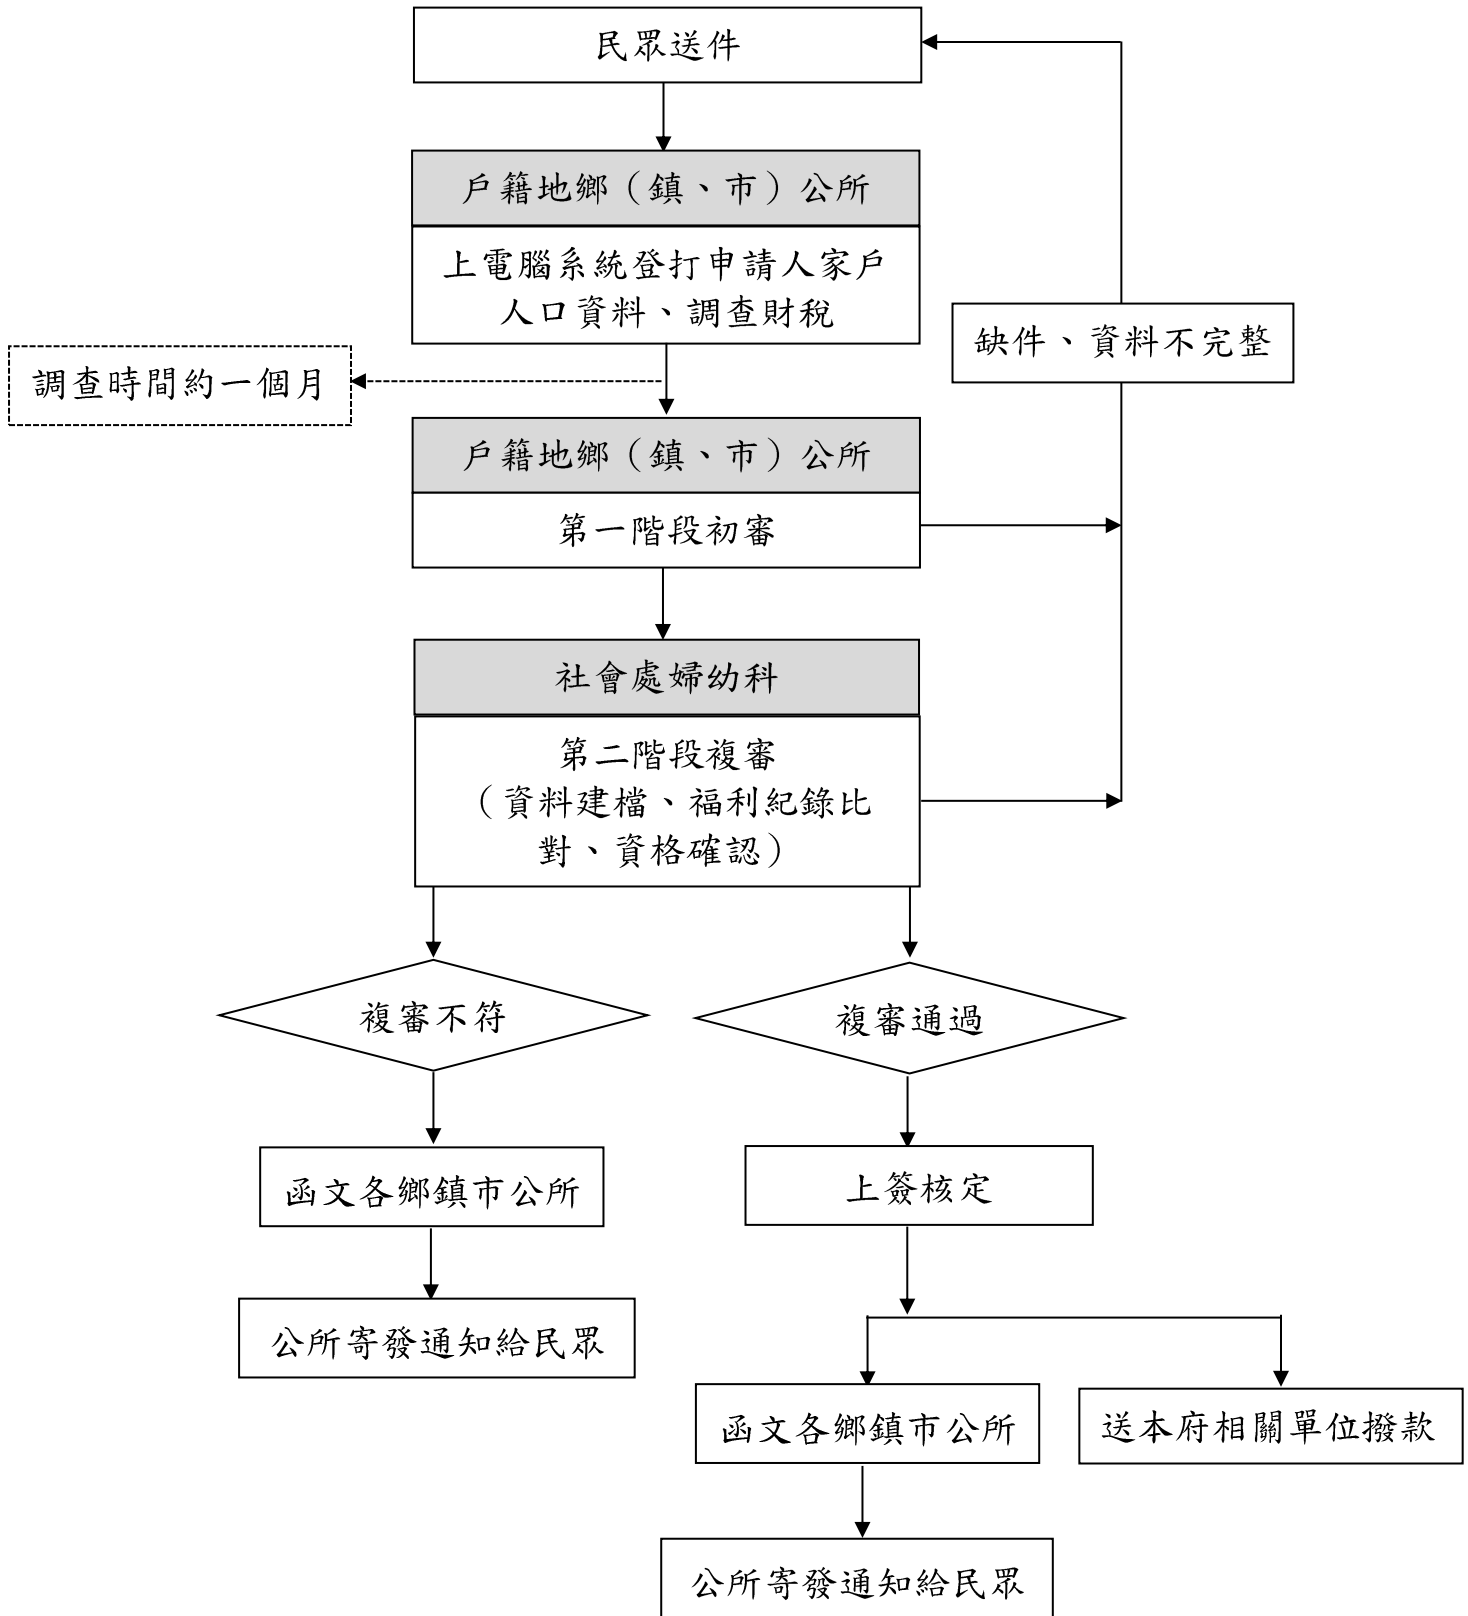 民眾送件
戶籍地鄉（鎮、市）公所
上電腦系統登打申請人家戶
人口資料、調查財稅
缺件、資料不完整
調查時間約一個月
戶籍地鄉（鎮、市）公所
第一階段初審
社會處婦幼科
第二階段複審
（資料建檔、福利紀錄比
對、資格確認）
複審不符
複審通過
函文各鄉鎮市公所
上簽核定
公所寄發通知給民眾
函文各鄉鎮市公所
送本府相關單位撥款
公所寄發通知給民眾